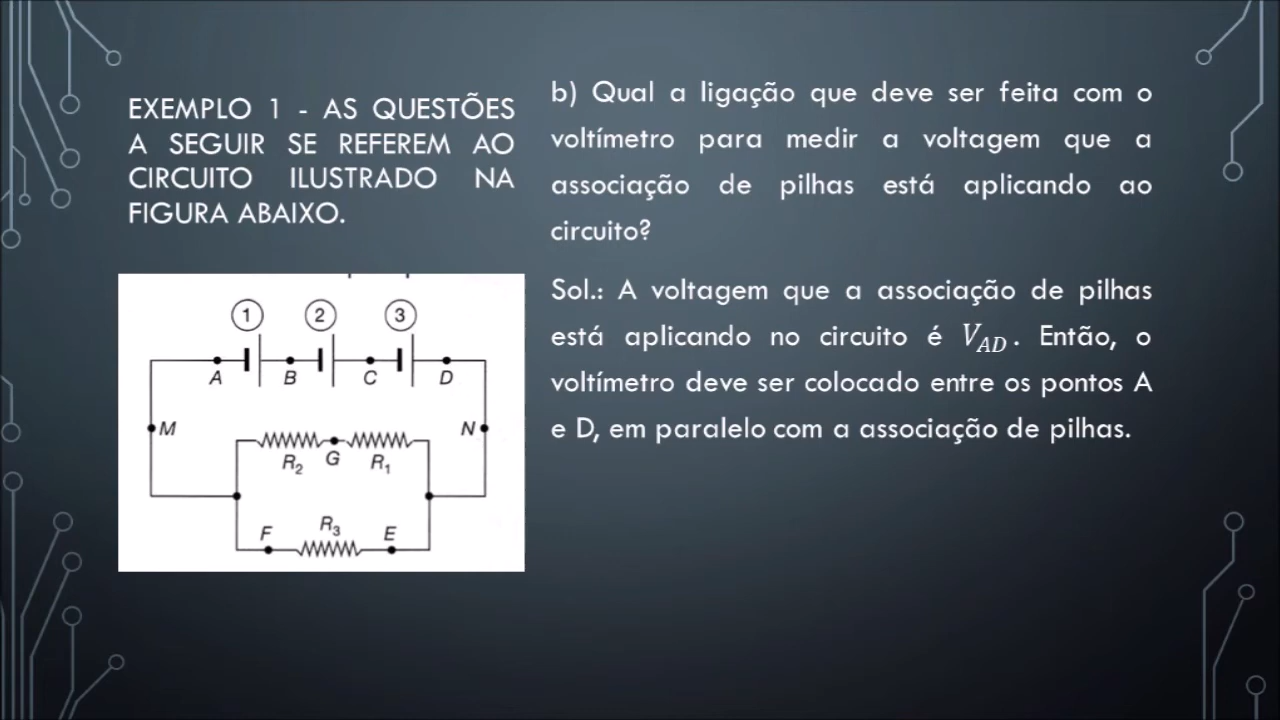 EXEMPLO 1 - AS QUESTÕES
A SEGUIR SE REFEREM AO
CIRCUITO ILUSTRADO NA
FIGURA ABAIXO.
1 2 3
A B C D
M N
R2 G R1
R3
F E
b) Qual a ligação que deve ser feita com o
voltímetro para medir a voltagem que a
associação de pilhas está aplicando ao
circuito?
Sol.: A voltagem que a associação de pilhas
está aplicando no circuito é V_AD. Então, o
voltímetro deve ser colocado entre os pontos A
e D, em paralelo com a associação de pilhas.